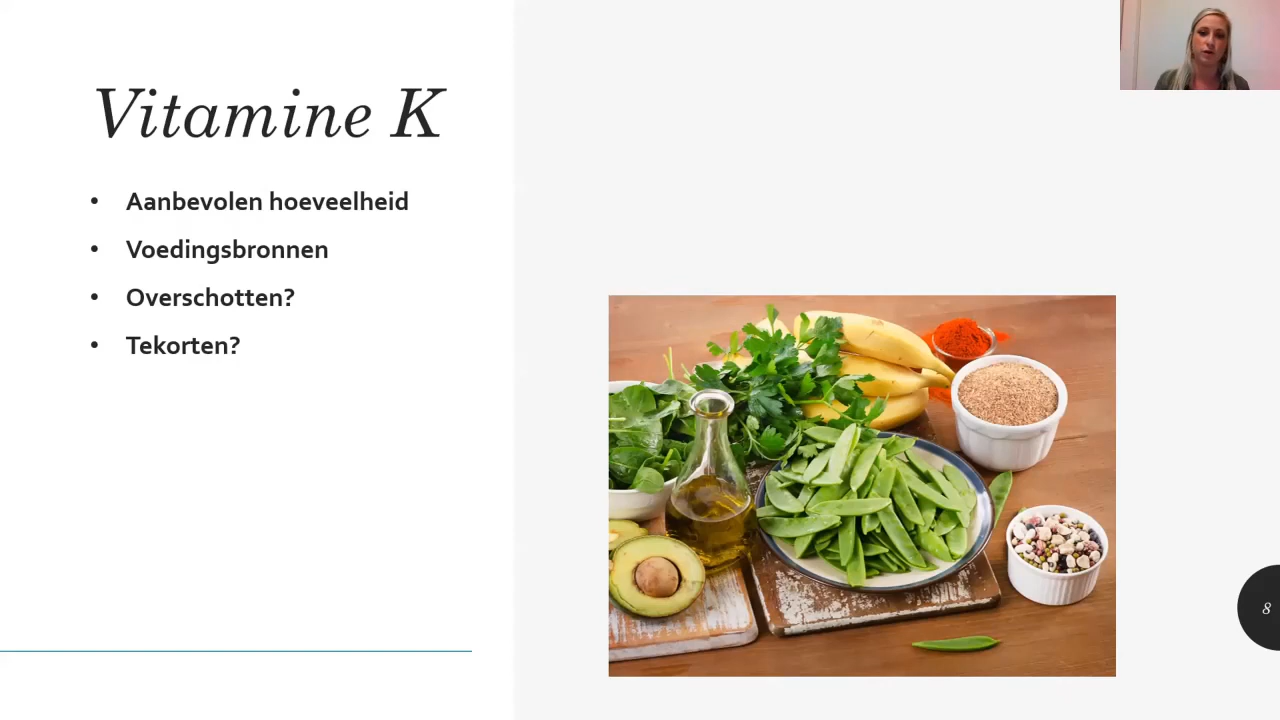 Vitamine K
• Aanbevolen hoeveelheid
• Voedingsbronnen
• Overschotten?
• Tekorten?
8